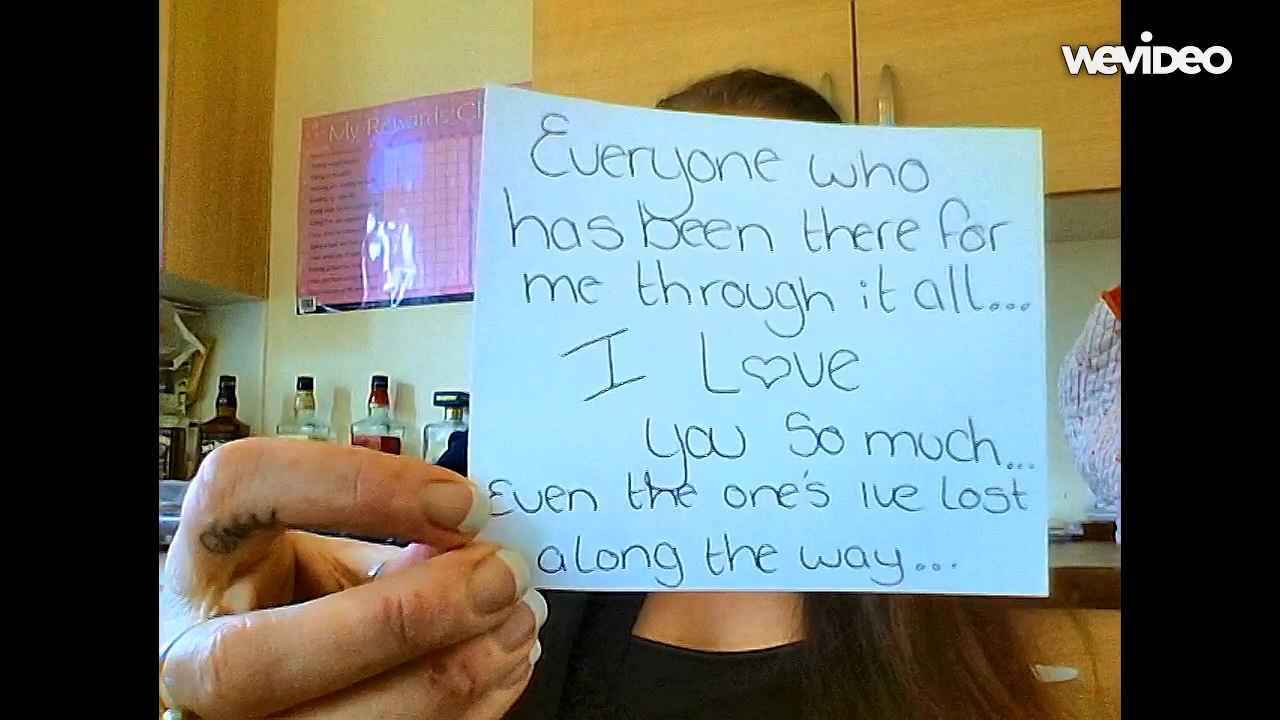 WEVIDEO
My Rewards
Everyone who
has been there for
me through it all...
I Love
you so much...
Even the one's Ive lost
along the way...